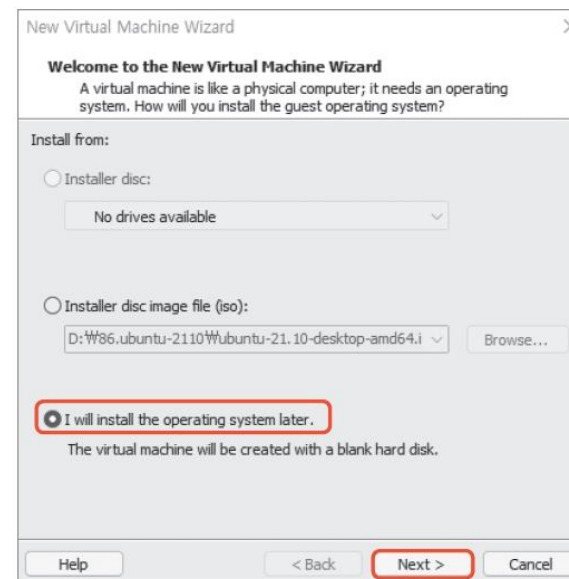 New Virtual Machine Wizard
Welcome to the New Virtual Machine Wizard
A virtual machine is like a physical computer; it needs an operating
system. How will you install the guest operating system?
Install from:
Installer disc:
No drives available
Installer disc image file (iso):
D:₩86.ubuntu-2110₩ubuntu-21.10-desktop-amd64.i
Browse...
I will install the operating system later.
The virtual machine will be created with a blank hard disk.
Help < Back Next > Cancel